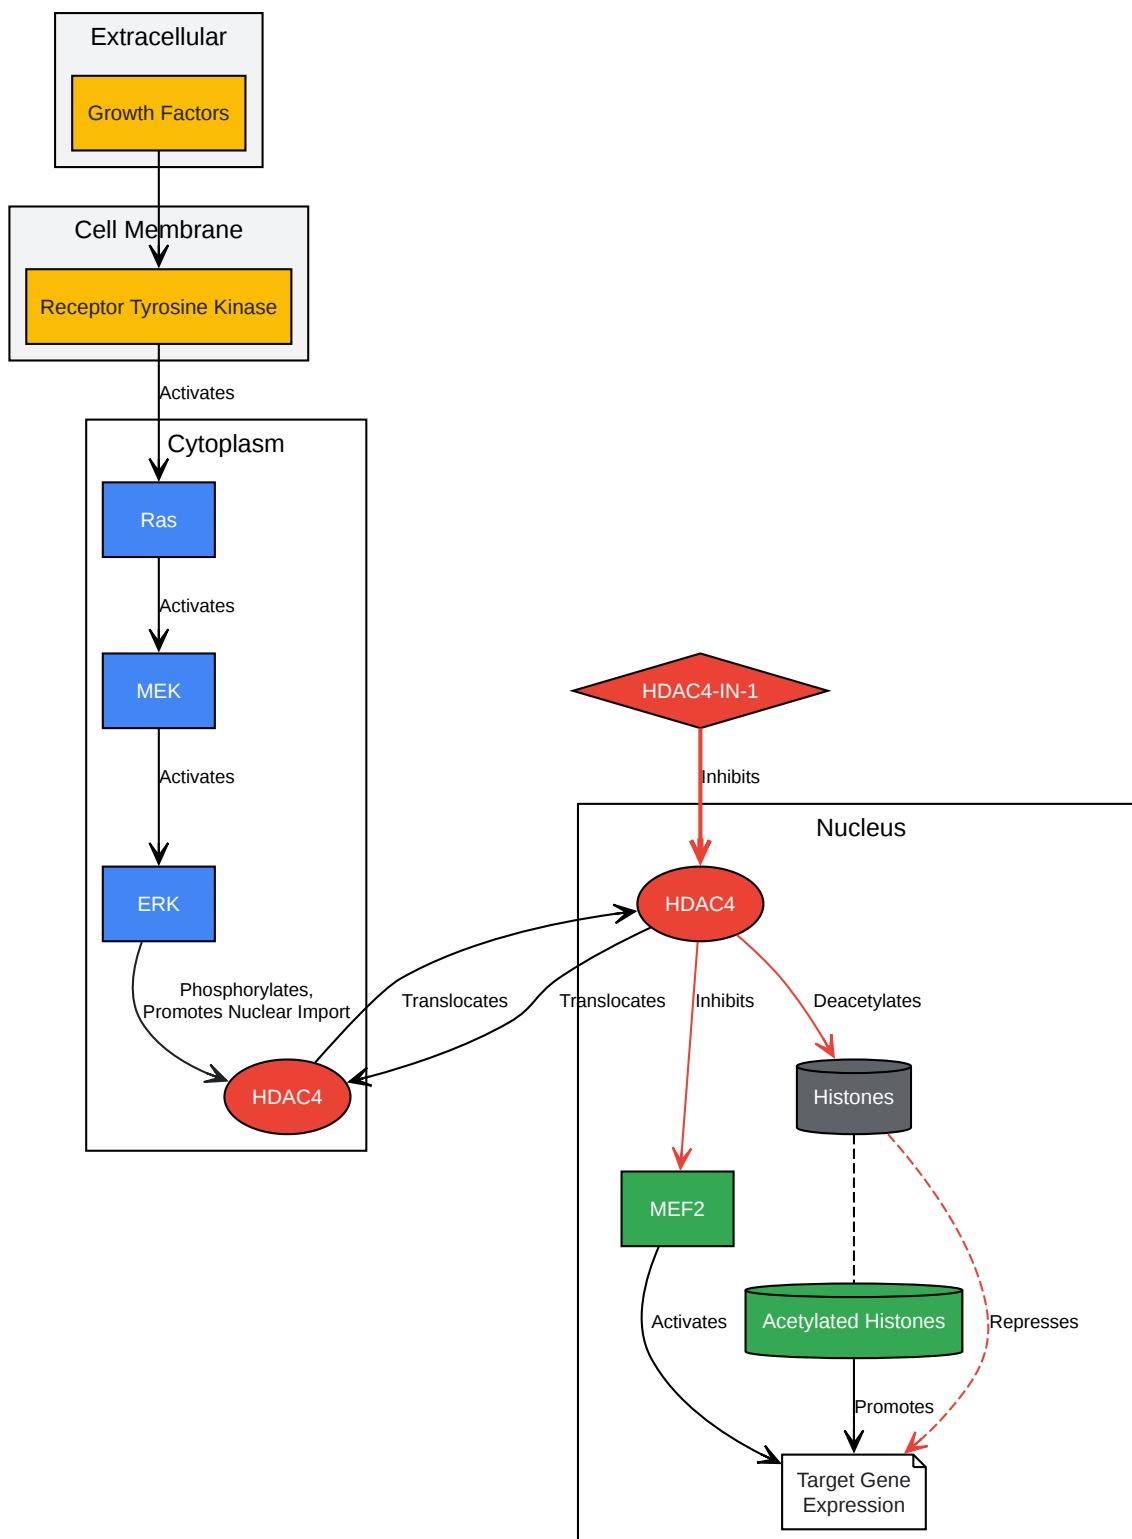 Extracellular
Growth Factors
Cell Membrane
Receptor Tyrosine Kinase
Activates
Cytoplasm
Ras
Activates
MEK
HDAC4-IN-1
Activates
Inhibits
Nucleus
ERK
HDAC4
Phosphorylates,
Promotes Nuclear Import
Translocates
Translocates
Inhibits
Deacetylates
HDAC4
Histones
MEF2
Activates
Acetylated Histones
Represses
Promotes
Target Gene
Expression